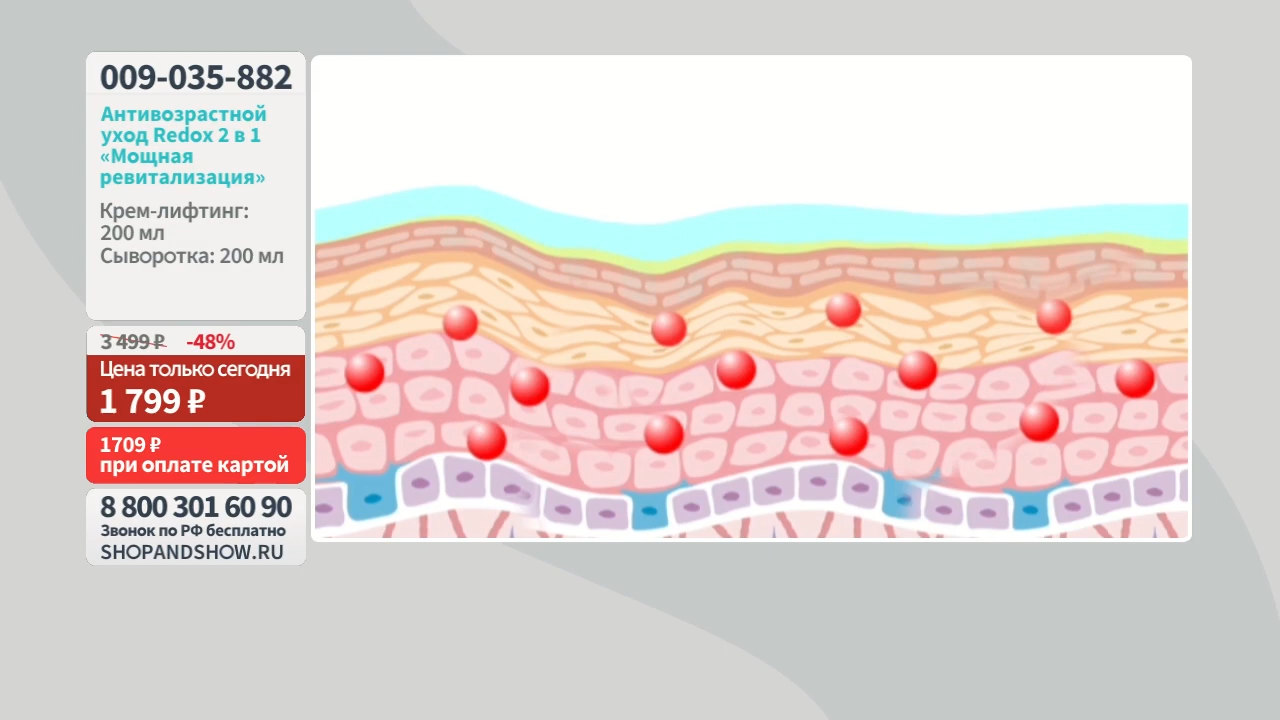 009-035-882
Антивозрастной
уход Redox 2 в 1
«Мощная
ревитализация»
Крем-лифтинг:
200 мл
Сыворотка: 200 мл
3 499 ₽ -48%
Цена только сегодня
1 799 ₽
1709 ₽
при оплате картой
8 800 301 60 90
Звонок по РФ бесплатно
SHOPANDSHOW.RU